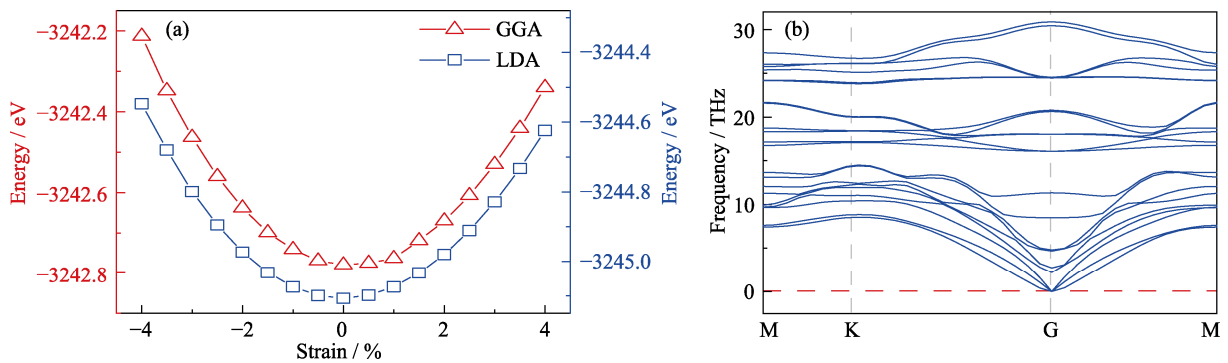 (a)
GGA
LDA
Energy / eV
−3242.2
−3242.4
−3242.6
−3242.8
−3244.4
−3244.6
−3244.8
−3245.0
Energy / eV
−4
−2
0
2
4
Strain / %
(b)
Frequency / THz
30
20
10
0
M
K
G
M